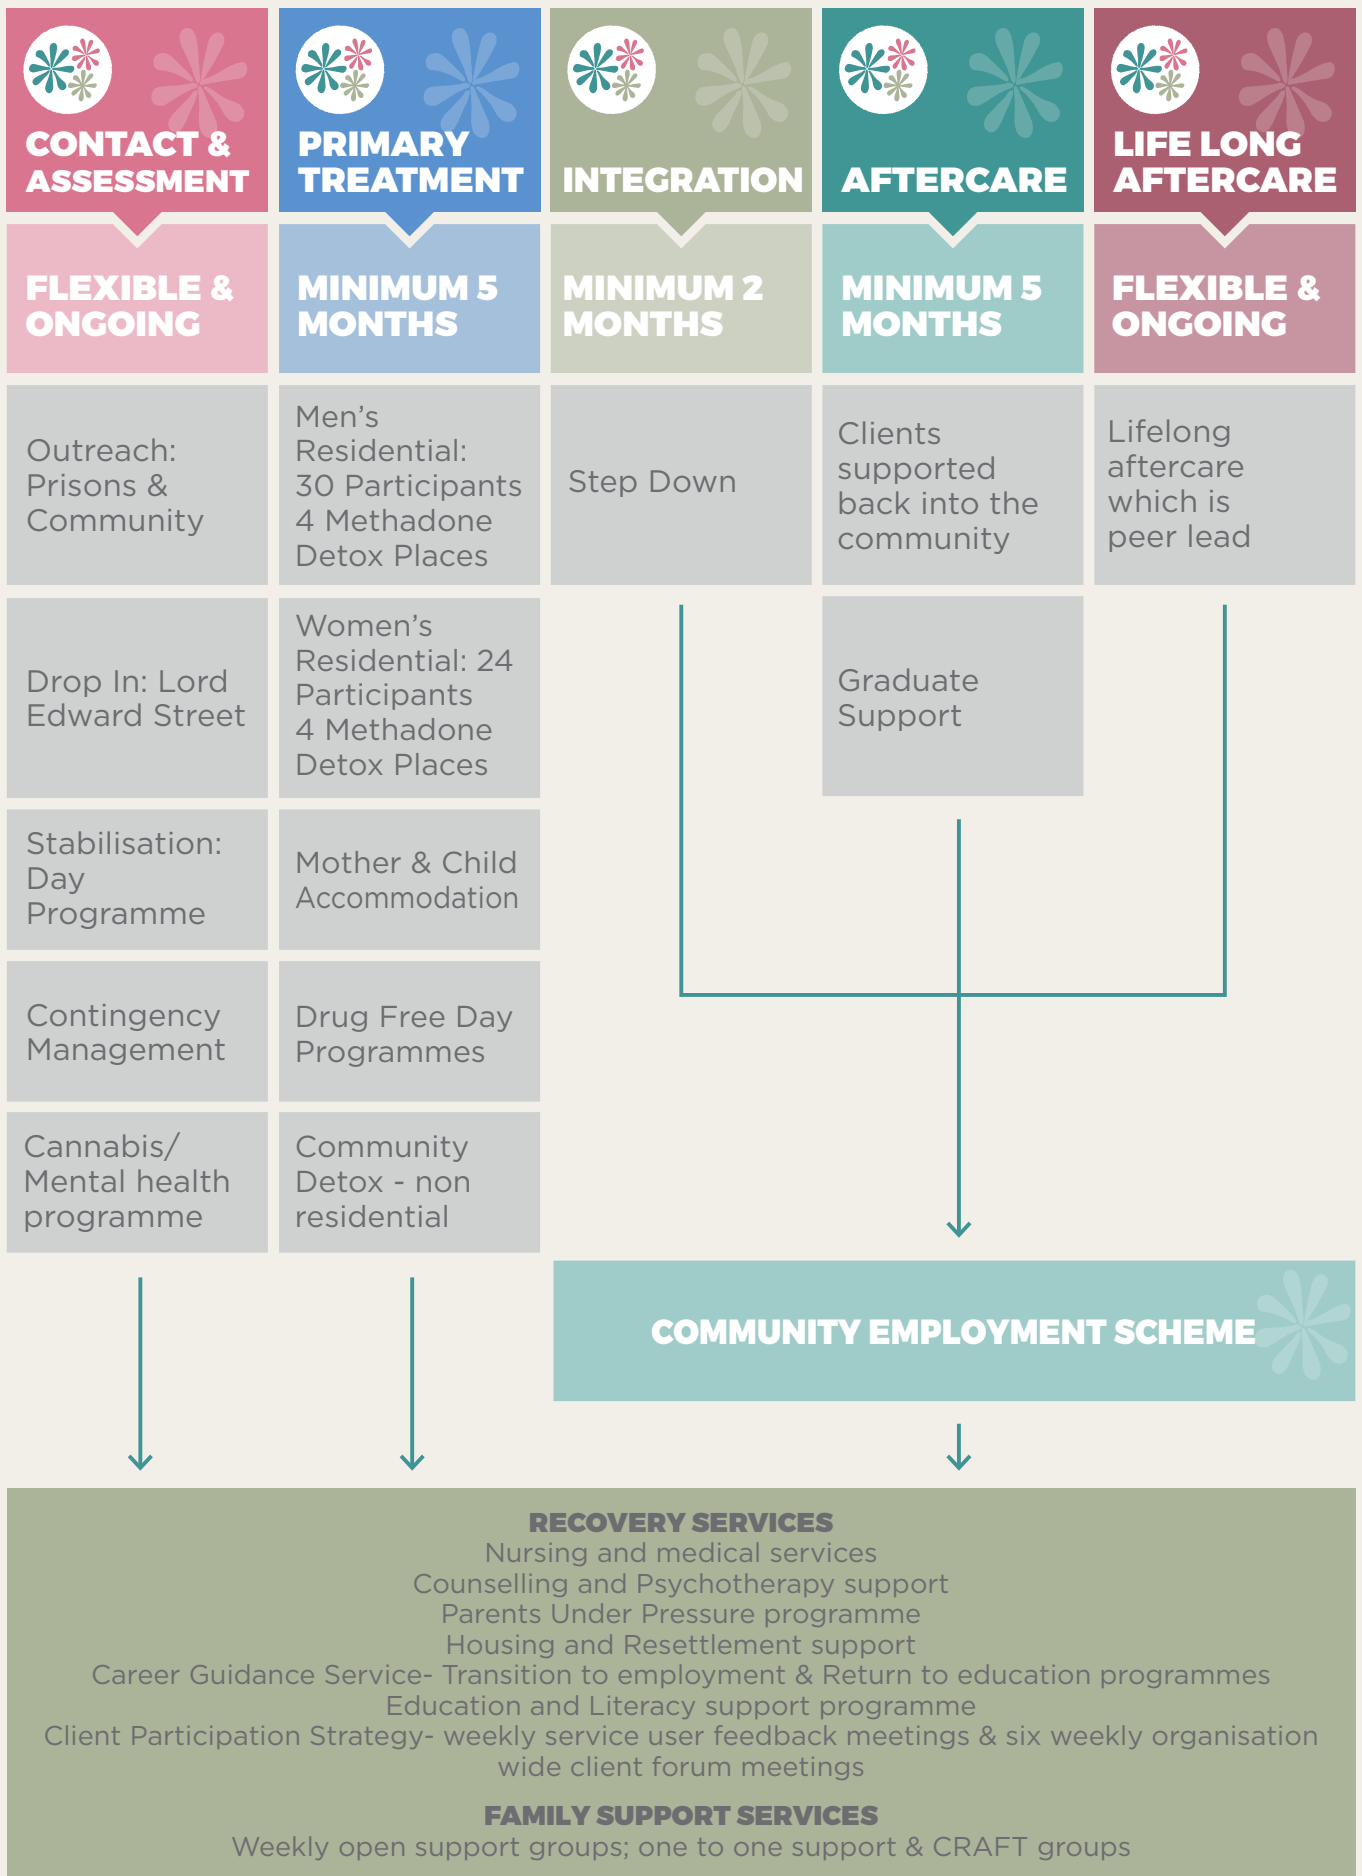 CONTACT &
ASSESSMENT
FLEXIBLE &
ONGOING
Outreach:
Prisons &
Community
Drop In: Lord
Edward Street
Stabilisation:
Day
Programme
Contingency
Management
Cannabis/
Mental health
programme
PRIMARY
TREATMENT
MINIMUM 5
MONTHS
Men’s
Residential:
30 Participants
4 Methadone
Detox Places
Women’s
Residential: 24
Participants
4 Methadone
Detox Places
Mother & Child
Accommodation
Drug Free Day
Programmes
Community
Detox - non
residential
INTEGRATION
MINIMUM 2
MONTHS
Step Down
AFTERCARE
MINIMUM 5
MONTHS
Clients
supported
back into the
community
Graduate
Support
LIFE LONG
AFTERCARE
FLEXIBLE &
ONGOING
Lifelong
aftercare
which is
peer lead
COMMUNITY EMPLOYMENT SCHEME
RECOVERY SERVICES
Nursing and medical services
Counselling and Psychotherapy support
Parents Under Pressure programme
Housing and Resettlement support
Career Guidance Service- Transition to employment & Return to education programmes
Education and Literacy support programme
Client Participation Strategy- weekly service user feedback meetings & six weekly organisation
wide client forum meetings
FAMILY SUPPORT SERVICES
Weekly open support groups; one to one support & CRAFT groups